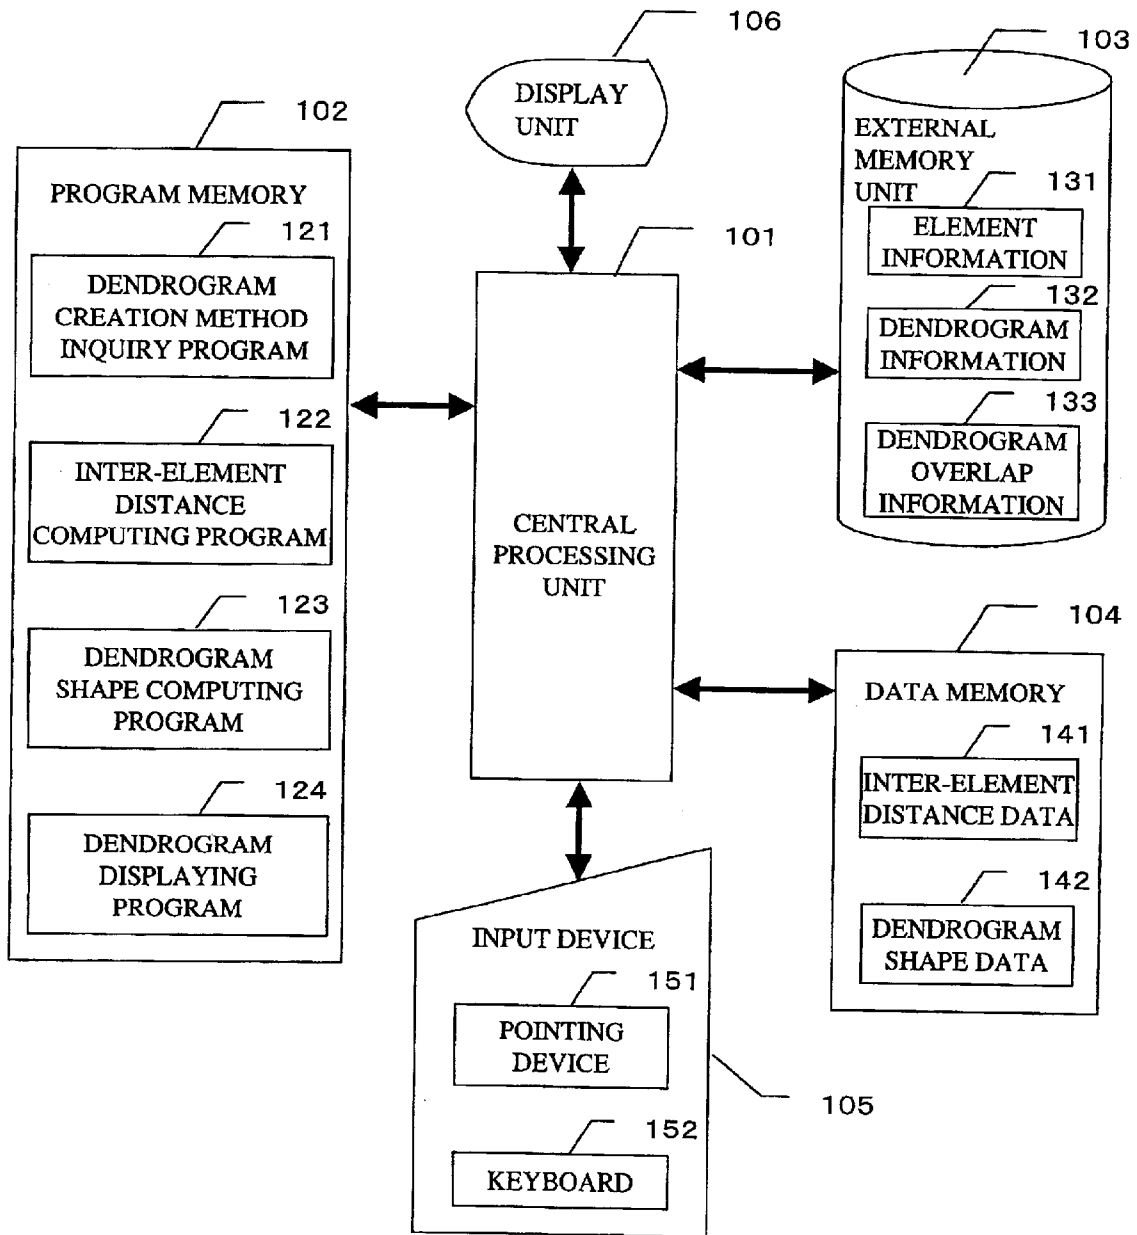 106
DISPLAY
UNIT
103
EXTERNAL
MEMORY
UNIT
131
ELEMENT
INFORMATION
132
DENDROGRAM
INFORMATION
133
DENDROGRAM
OVERLAP
INFORMATION
102
PROGRAM MEMORY
121
DENDROGRAM
CREATION METHOD
INQUIRY PROGRAM
122
INTER-ELEMENT
DISTANCE
COMPUTING PROGRAM
123
DENDROGRAM
SHAPE COMPUTING
PROGRAM
124
DENDROGRAM
DISPLAYING
PROGRAM
101
CENTRAL
PROCESSING
UNIT
104
DATA MEMORY
141
INTER-ELEMENT
DISTANCE DATA
142
DENDROGRAM
SHAPE DATA
INPUT DEVICE
151
POINTING
DEVICE
105
152
KEYBOARD